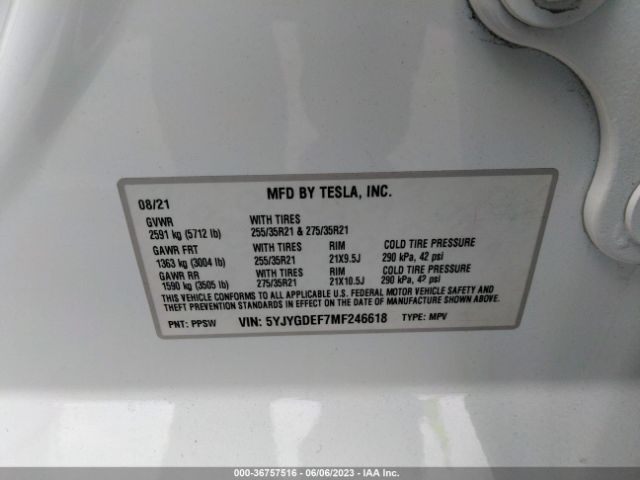 08/21 MFD BY TESLA, INC.
GVWR WITH TIRES
2591 kg (5712 lb) 255/35R21 & 275/35R21
GAWR FRT WITH TIRES RIM COLD TIRE PRESSURE
1363 kg (3004 lb) 255/35R21 21X9.5J 290 kPa, 42 psi
GAWR RR WITH TIRES RIM COLD TIRE PRESSURE
1590 kg (3505 lb) 275/35R21 21X10.5J 290 kPa, 42 psi
THIS VEHICLE CONFORMS TO ALL APPLICABLE U.S. FEDERAL MOTOR VEHICLE SAFETY AND
THEFT PREVENTION STANDARDS IN EFFECT ON THE DATE OF MANUFACTURE SHOWN ABOVE.
PNT: PPSW VIN: 5YJYGDEF7MF246618 TYPE: MPV
000-36757516 - 06/06/2023 - IAA Inc.